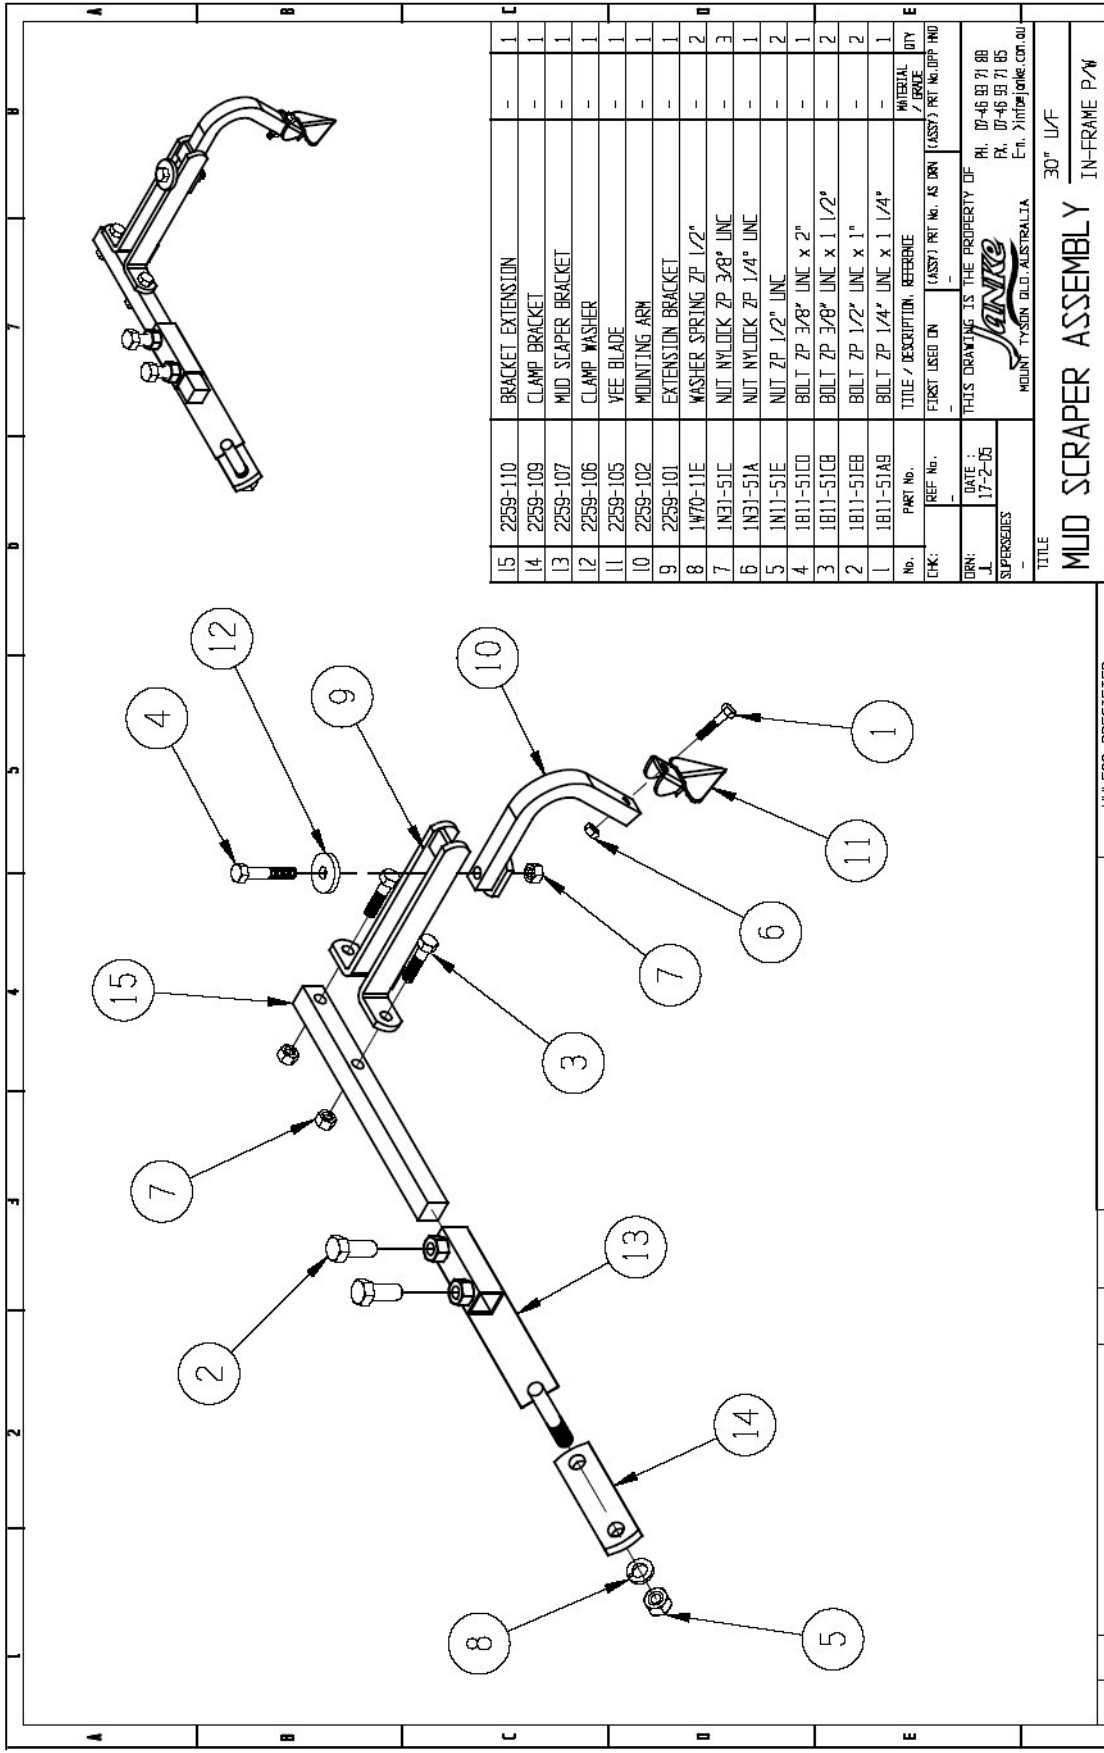 1 2 3 4 5 6 7 8
A
B
C
D
E
A
B
C
D
E
4
12
9
10
15
7
2
3
7
6
1
11
13
14
8
5
15 2259-110 BRACKET EXTENSION - 1
14 2259-109 CLAMP BRACKET - 1
13 2259-107 MUD SCAPER BRACKET - 1
12 2259-106 CLAMP WASHER - 1
11 2259-105 VEE BLADE - 1
10 2259-102 MOUNTING ARM - 1
9 2259-101 EXTENSION BRACKET - 1
8 1W70-11E WASHER SPRING ZP 1/2" - 2
7 1N31-51C NUT NYLOCK ZP 3/8" UNC - 3
6 1N31-51A NUT NYLOCK ZP 1/4" UNC - 1
5 1N11-51E NUT ZP 1/2" UNC - 2
4 1B11-51CD BOLT ZP 3/8" UNC x 2" - 1
3 1B11-51CB BOLT ZP 3/8" UNC x 1 1/2" - 2
2 1B11-51EB BOLT ZP 1/2" UNC x 1" - 2
1 1B11-51A9 BOLT ZP 1/4" UNC x 1 1/4" - 1
No. PART No. TITLE / DESCRIPTION, REFERENCE MATERIAL / GRADE QTY
CHK: REF No. - FIRST USED ON - (ASSY) PRT No. AS DRN - (ASSY) PRT No. OPP HND
DRN: JL DATE : 17-2-05
SUPERSEDES -
THIS DRAWING IS THE PROPERTY OF
JANKE
MOUNT TYSON QLD. AUSTRALIA
PH. 07-46 93 71 88
FX. 07-46 93 71 85
TITLE
MUD SCRAPER ASSEMBLY
30" U/F
IN-FRAME P/W